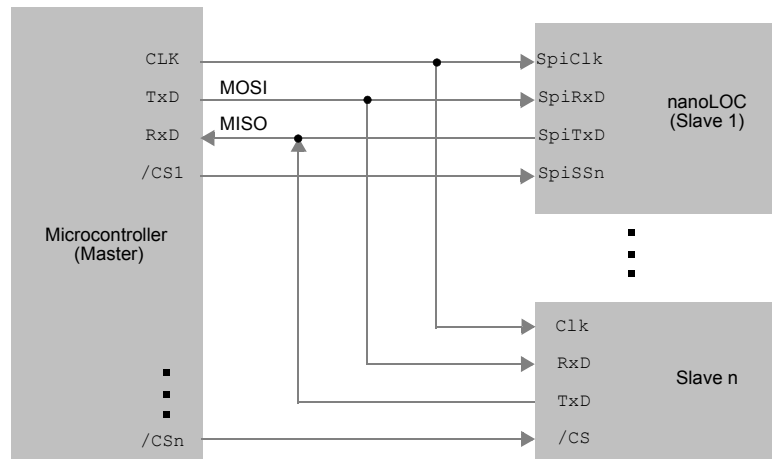 CLK
TxD
RxD
/CS1
Microcontroller
(Master)
/CSn
MOSI
MISO
SpiClk
SpiRxD
SpiTxD
SpiSSn
nanoLOC
(Slave 1)
Clk
RxD
TxD
/CS
Slave n